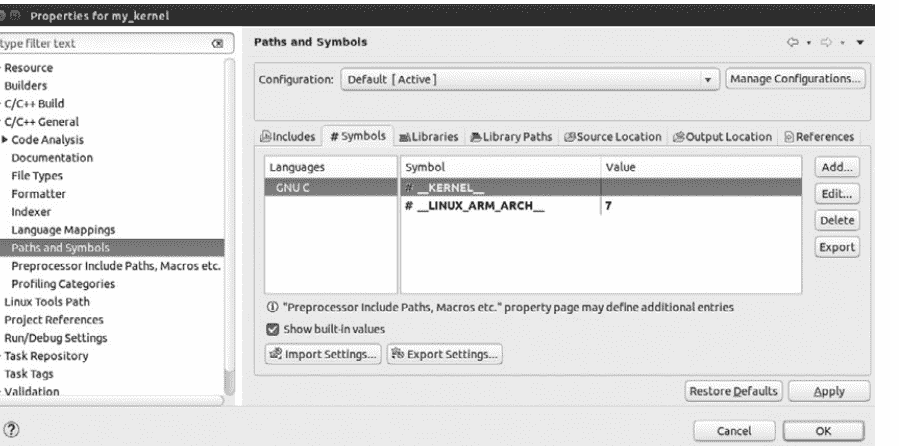 Properties for my_kernel
type filter text
Resource
Builders
C/C++ Build
C/C++ General
Code Analysis
Documentation
File Types
Formatter
Indexer
Language Mappings
Paths and Symbols
Preprocessor Include Paths, Macros etc.
Profiling Categories
Linux Tools Path
Project References
Run/Debug Settings
Task Repository
Task Tags
Validation
Paths and Symbols
Configuration: Default [ Active ] Manage Configurations...
Includes # Symbols Libraries Library Paths Source Location Output Location References
Languages Symbol Value
GNU C # __KERNEL__
# __LINUX_ARM_ARCH__ 7
Add...
Edit...
Delete
Export
"Preprocessor Include Paths, Macros etc." property page may define additional entries
Show built-in values
Import Settings... Export Settings...
Restore Defaults Apply
Cancel OK